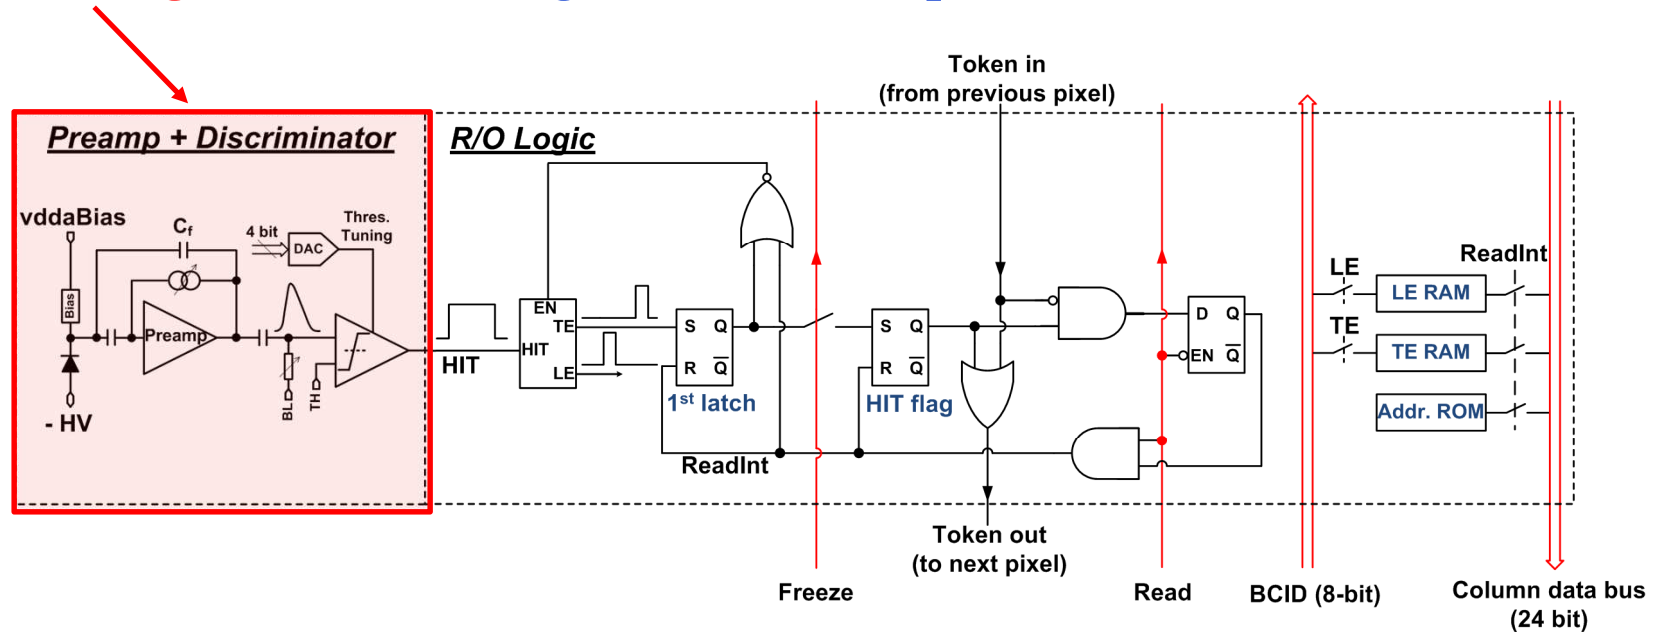 Token in
(from previous pixel)
Preamp + Discriminator
R/O Logic
vddaBias
Cf
4 bit
DAC
Thres.
Tuning
Bias
Preamp
BL
TH
- HV
HIT
EN
TE
HIT
LE
S Q
R Q
1st latch
S Q
R Q
HIT flag
ReadInt
D Q
EN Q
LE
TE
ReadInt
LE RAM
TE RAM
Addr. ROM
Token out
(to next pixel)
Freeze
Read
BCID (8-bit)
Column data bus
(24 bit)